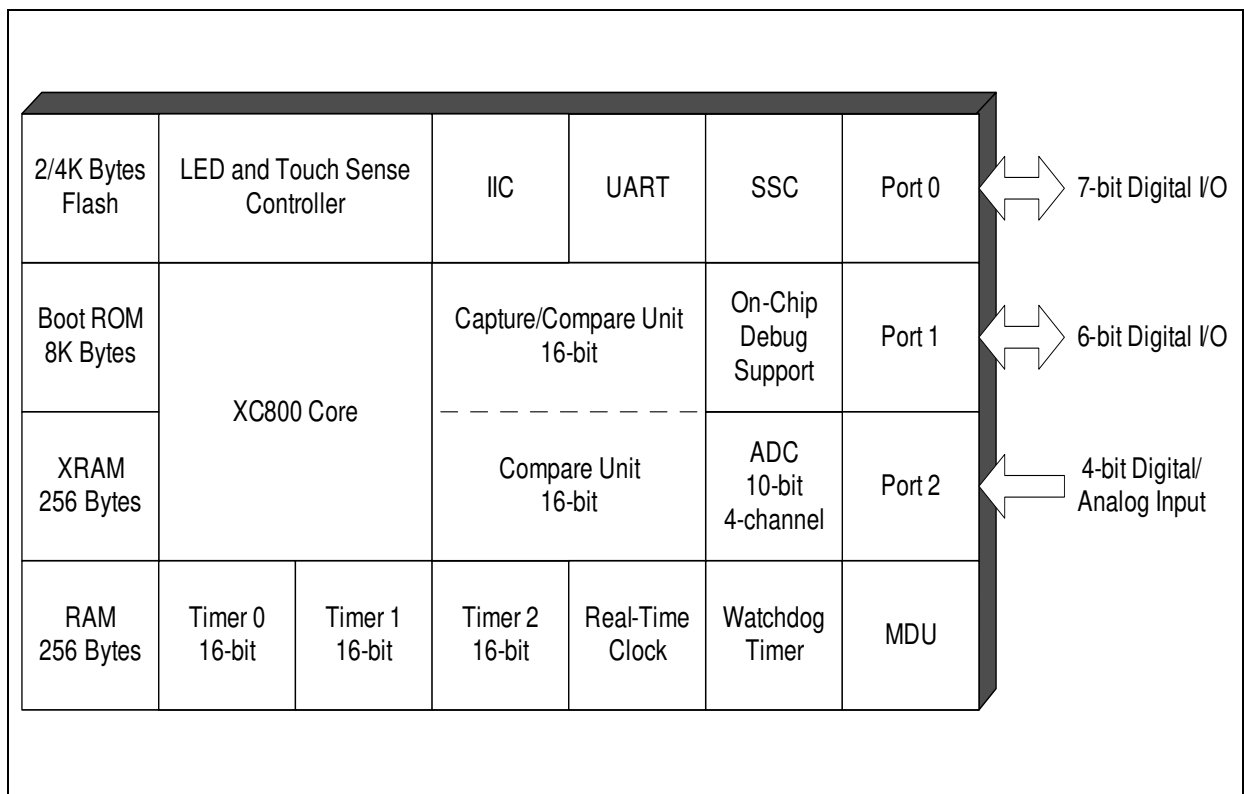 2/4K Bytes
Flash
LED and Touch Sense
Controller
IIC
UART
SSC
Port 0
7-bit Digital I/O
Boot ROM
8K Bytes
XC800 Core
Capture/Compare Unit
16-bit
On-Chip
Debug
Support
Port 1
6-bit Digital I/O
XRAM
256 Bytes
Compare Unit
16-bit
ADC
10-bit
4-channel
Port 2
4-bit Digital/
Analog Input
RAM
256 Bytes
Timer 0
16-bit
Timer 1
16-bit
Timer 2
16-bit
Real-Time
Clock
Watchdog
Timer
MDU